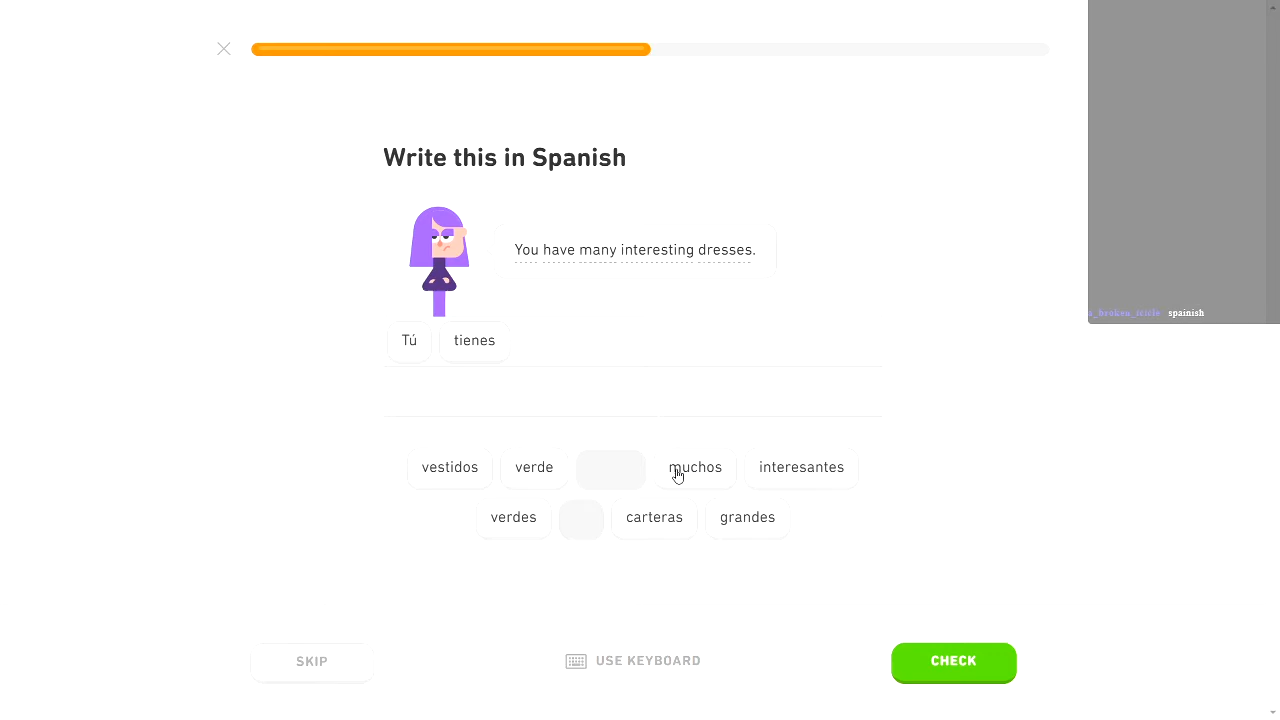 Write this in Spanish
You have many interesting dresses.
Tú tienes
vestidos verde muchos interesantes
verdes carteras grandes
SKIP USE KEYBOARD CHECK
spainish